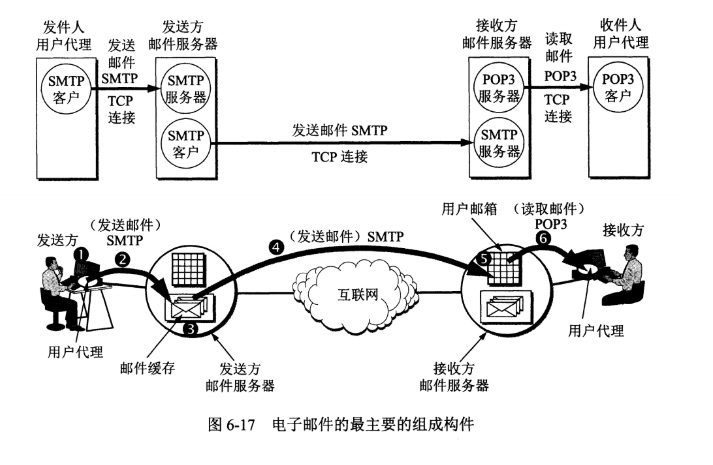 发件人
用户代理
发送
邮件
SMTP
TCP
连接
发送方
邮件服务器
接收方
邮件服务器
读取
邮件
POP3
TCP
连接
收件人
用户代理
SMTP
客户
SMTP
服务器
POP3
服务器
POP3
客户
SMTP
客户
发送邮件 SMTP
TCP 连接
SMTP
服务器
发送方
(发送邮件)
SMTP
❶
❷
❸
❹
(发送邮件) SMTP
用户邮箱
(读取邮件)
POP3
❺
❻
接收方
互联网
用户代理
邮件缓存
发送方
邮件服务器
接收方
邮件服务器
用户代理
图 6-17 电子邮件的最主要的组成构件